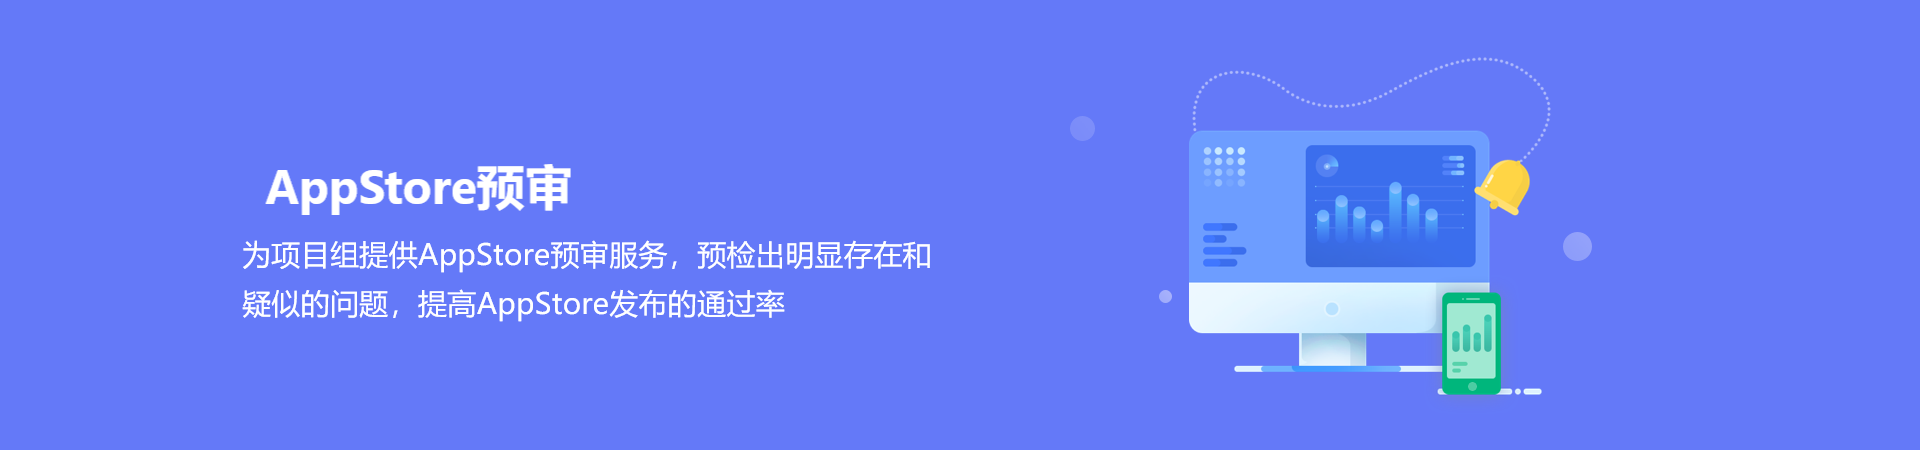 AppStore预审
为项目组提供AppStore预审服务，预检出明显存在和
疑似的问题，提高AppStore发布的通过率